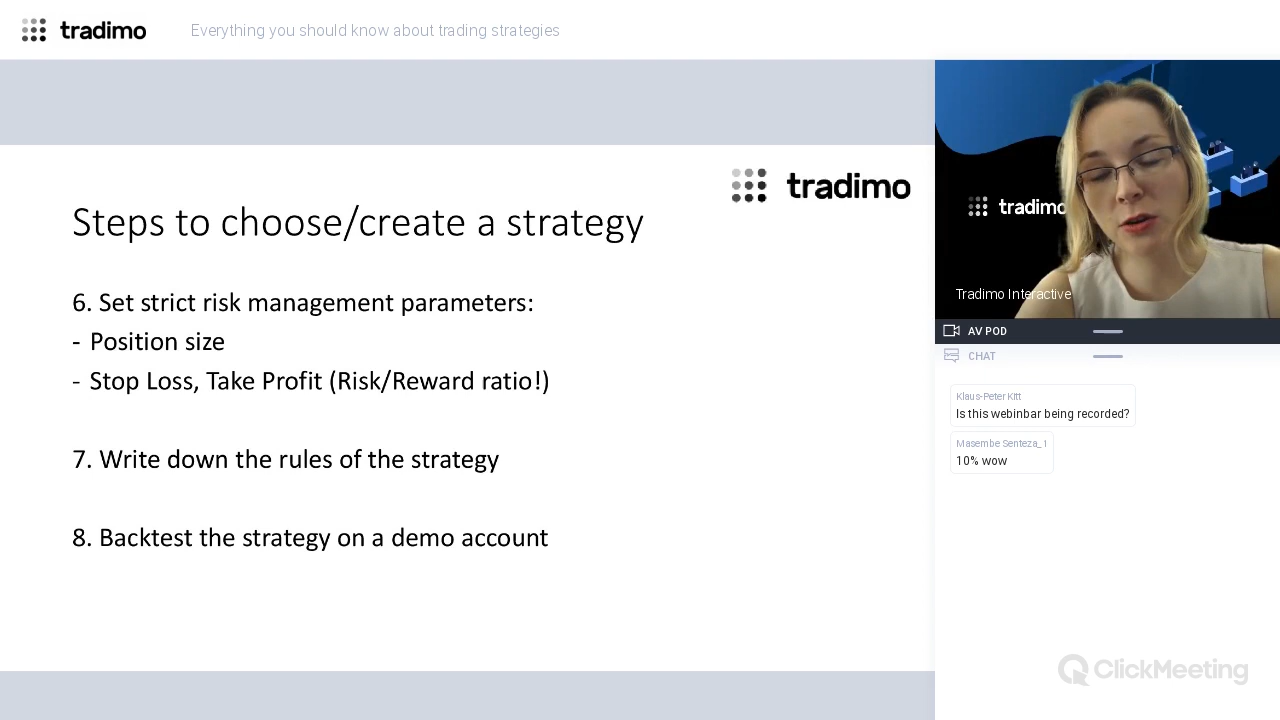 tradimo
Everything you should know about trading strategies
tradimo
Steps to choose/create a strategy
6. Set strict risk management parameters:
- Position size
- Stop Loss, Take Profit (Risk/Reward ratio!)
7. Write down the rules of the strategy
8. Backtest the strategy on a demo account
tradimo
Tradimo Interactive
AV POD
CHAT
Klaus-Peter Kitt
Is this webinbar being recorded?
Masembe Senteza_1
10% wow
ClickMeeting